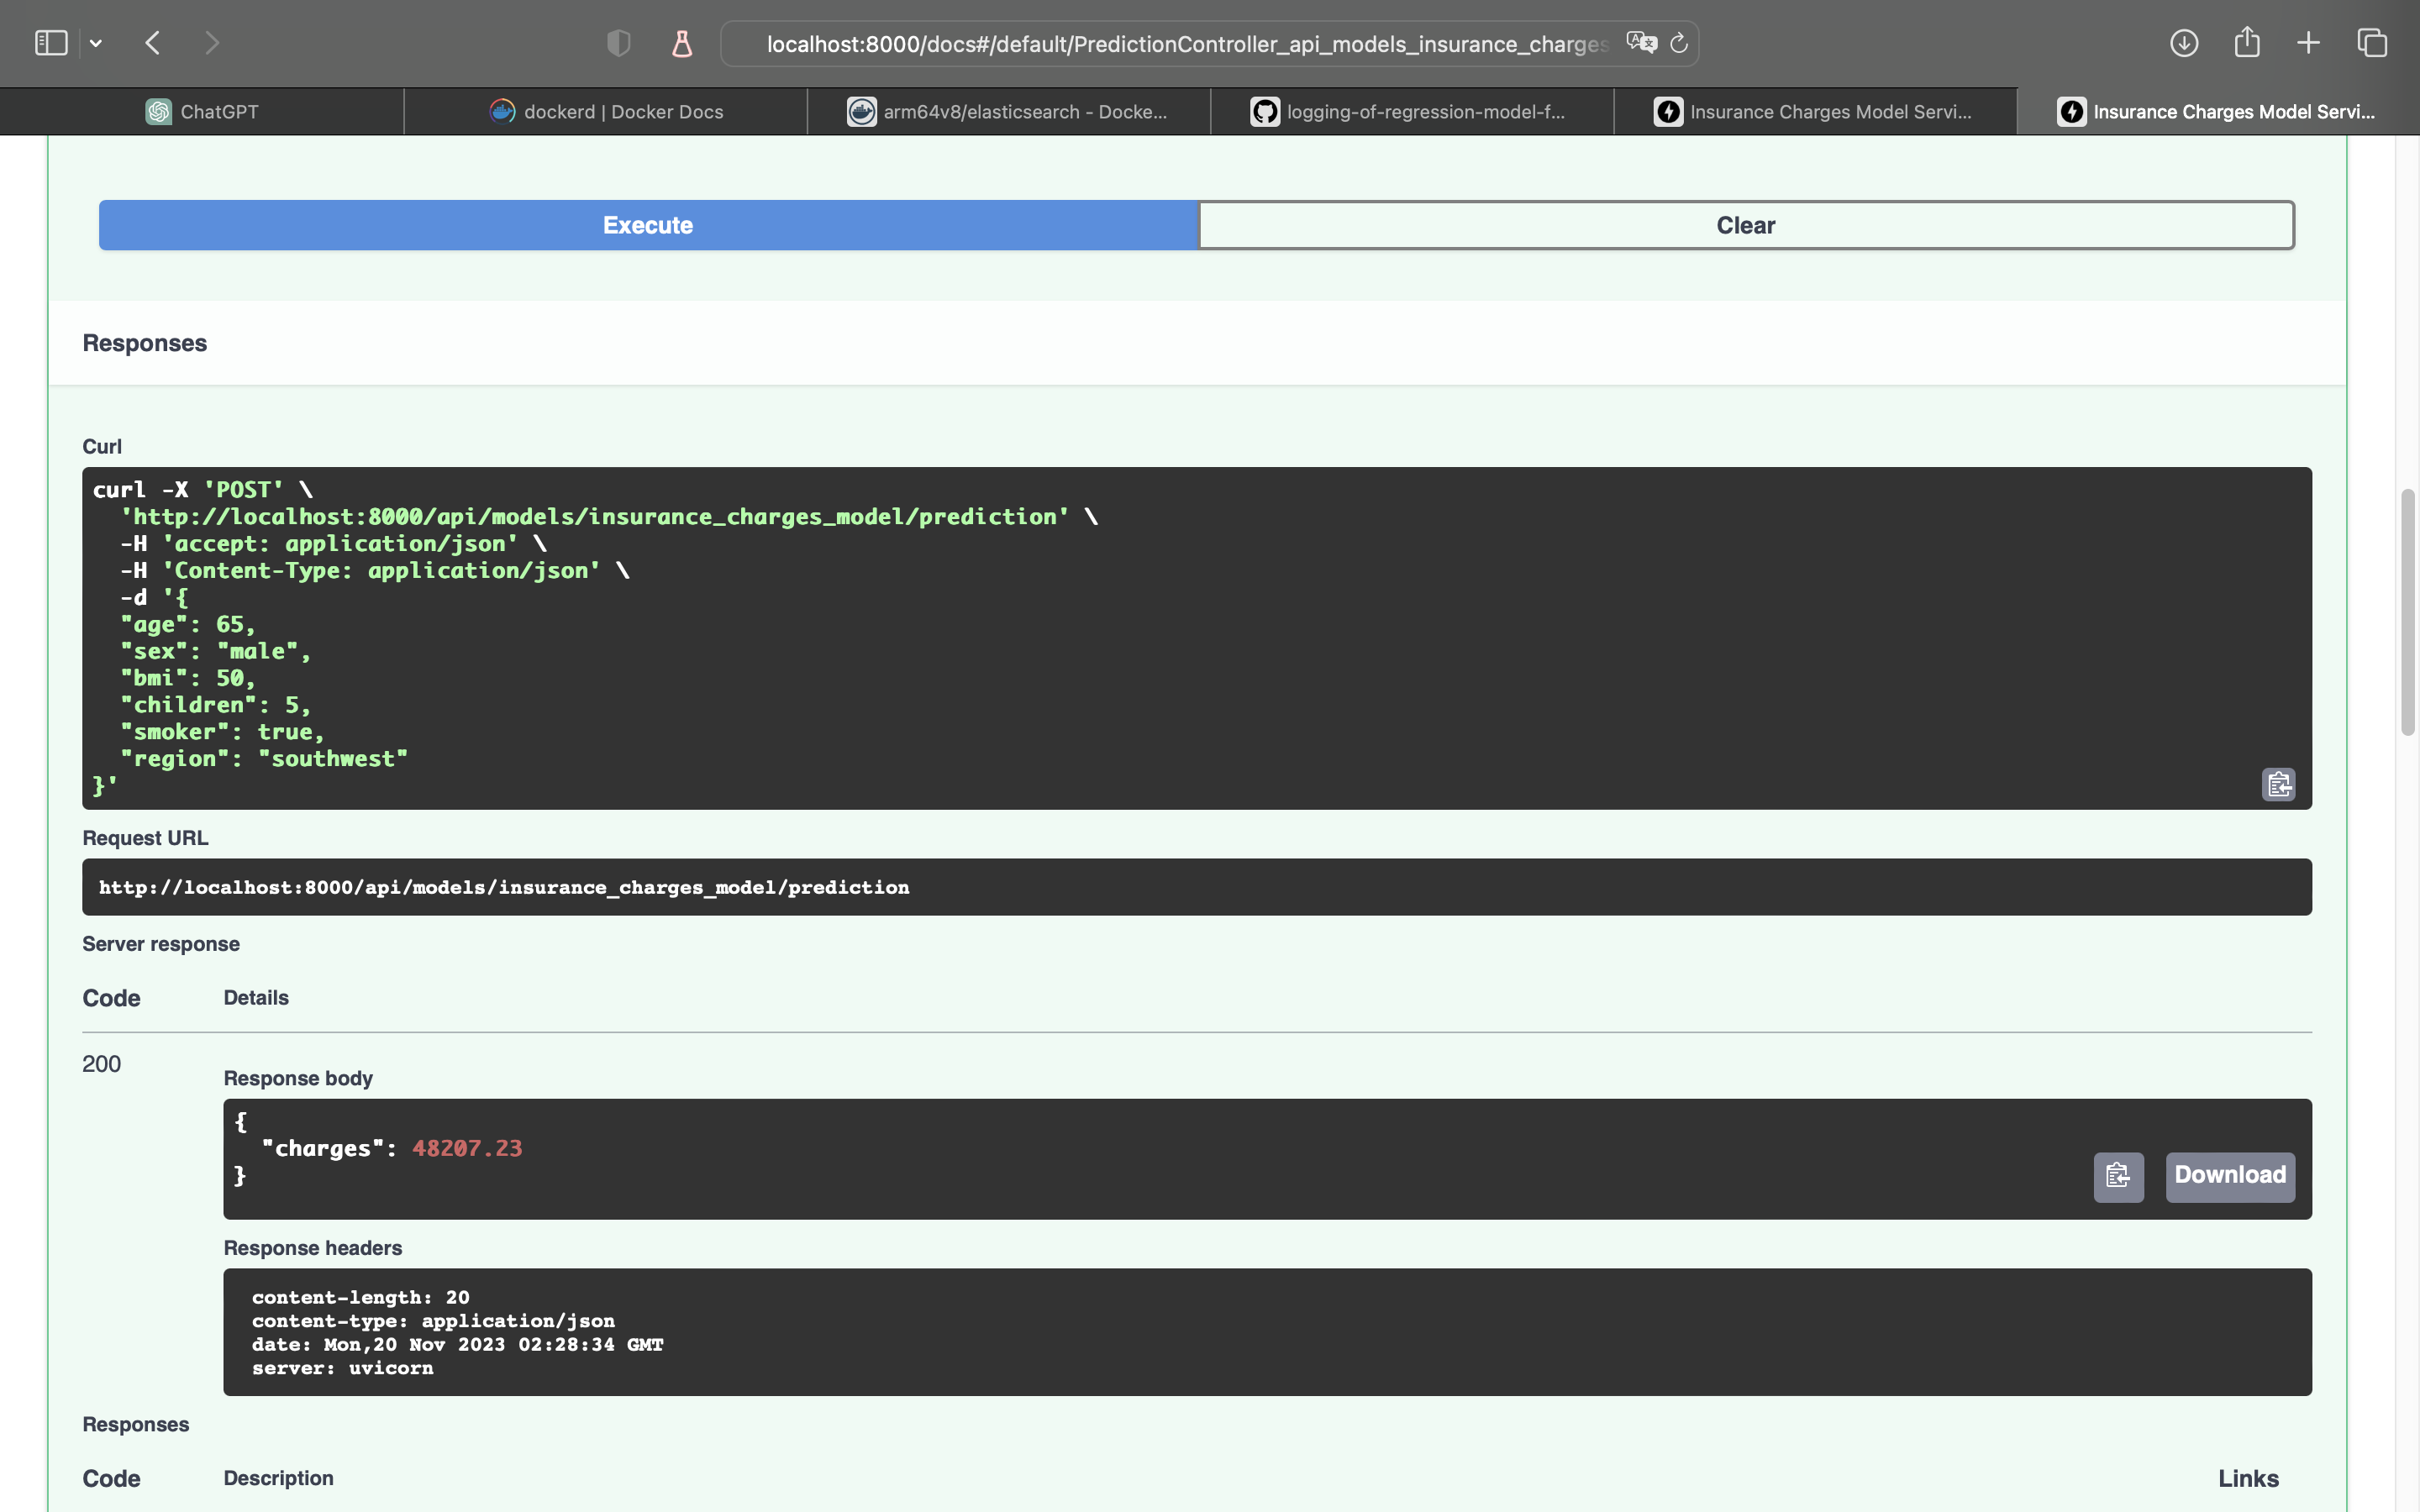 localhost:8000/docs#/default/PredictionController_api_models_insurance_charges
ChatGPT
dockerd | Docker Docs
arm64v8/elasticsearch - Docke...
logging-of-regression-model-f...
Insurance Charges Model Servi...
Insurance Charges Model Servi...
Execute
Clear
Responses
Curl
curl -X 'POST' \
  'http://localhost:8000/api/models/insurance_charges_model/prediction' \
  -H 'accept: application/json' \
  -H 'Content-Type: application/json' \
  -d '{
  "age": 65,
  "sex": "male",
  "bmi": 50,
  "children": 5,
  "smoker": true,
  "region": "southwest"
}'
Request URL
http://localhost:8000/api/models/insurance_charges_model/prediction
Server response
Code Details
200
Response body
{
  "charges": 48207.23
}
Download
Response headers
content-length: 20
content-type: application/json
date: Mon,20 Nov 2023 02:28:34 GMT
server: uvicorn
Responses
Code Description Links